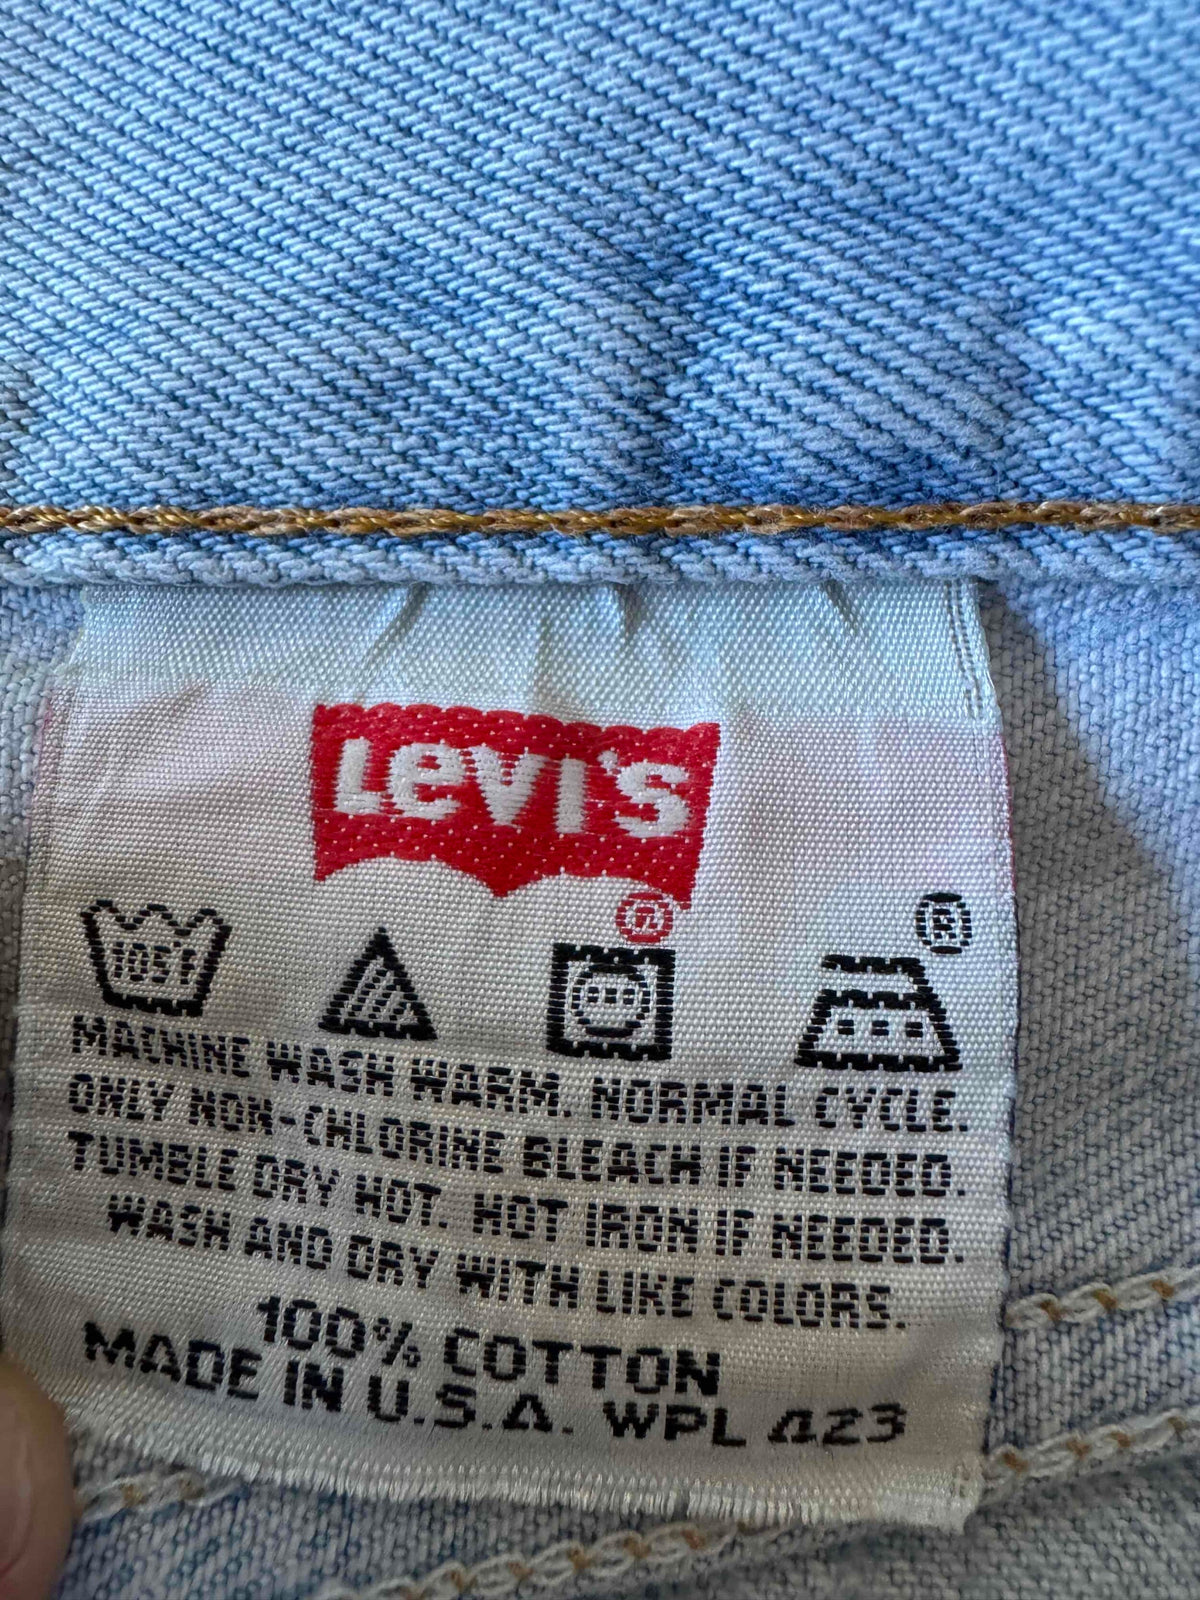 Levi's
®
®
105°F
MACHINE WASH WARM. NORMAL CYCLE.
ONLY NON-CHLORINE BLEACH IF NEEDED.
TUMBLE DRY HOT. HOT IRON IF NEEDED.
WASH AND DRY WITH LIKE COLORS.
100% COTTON
MADE IN U.S.A. WPL 423